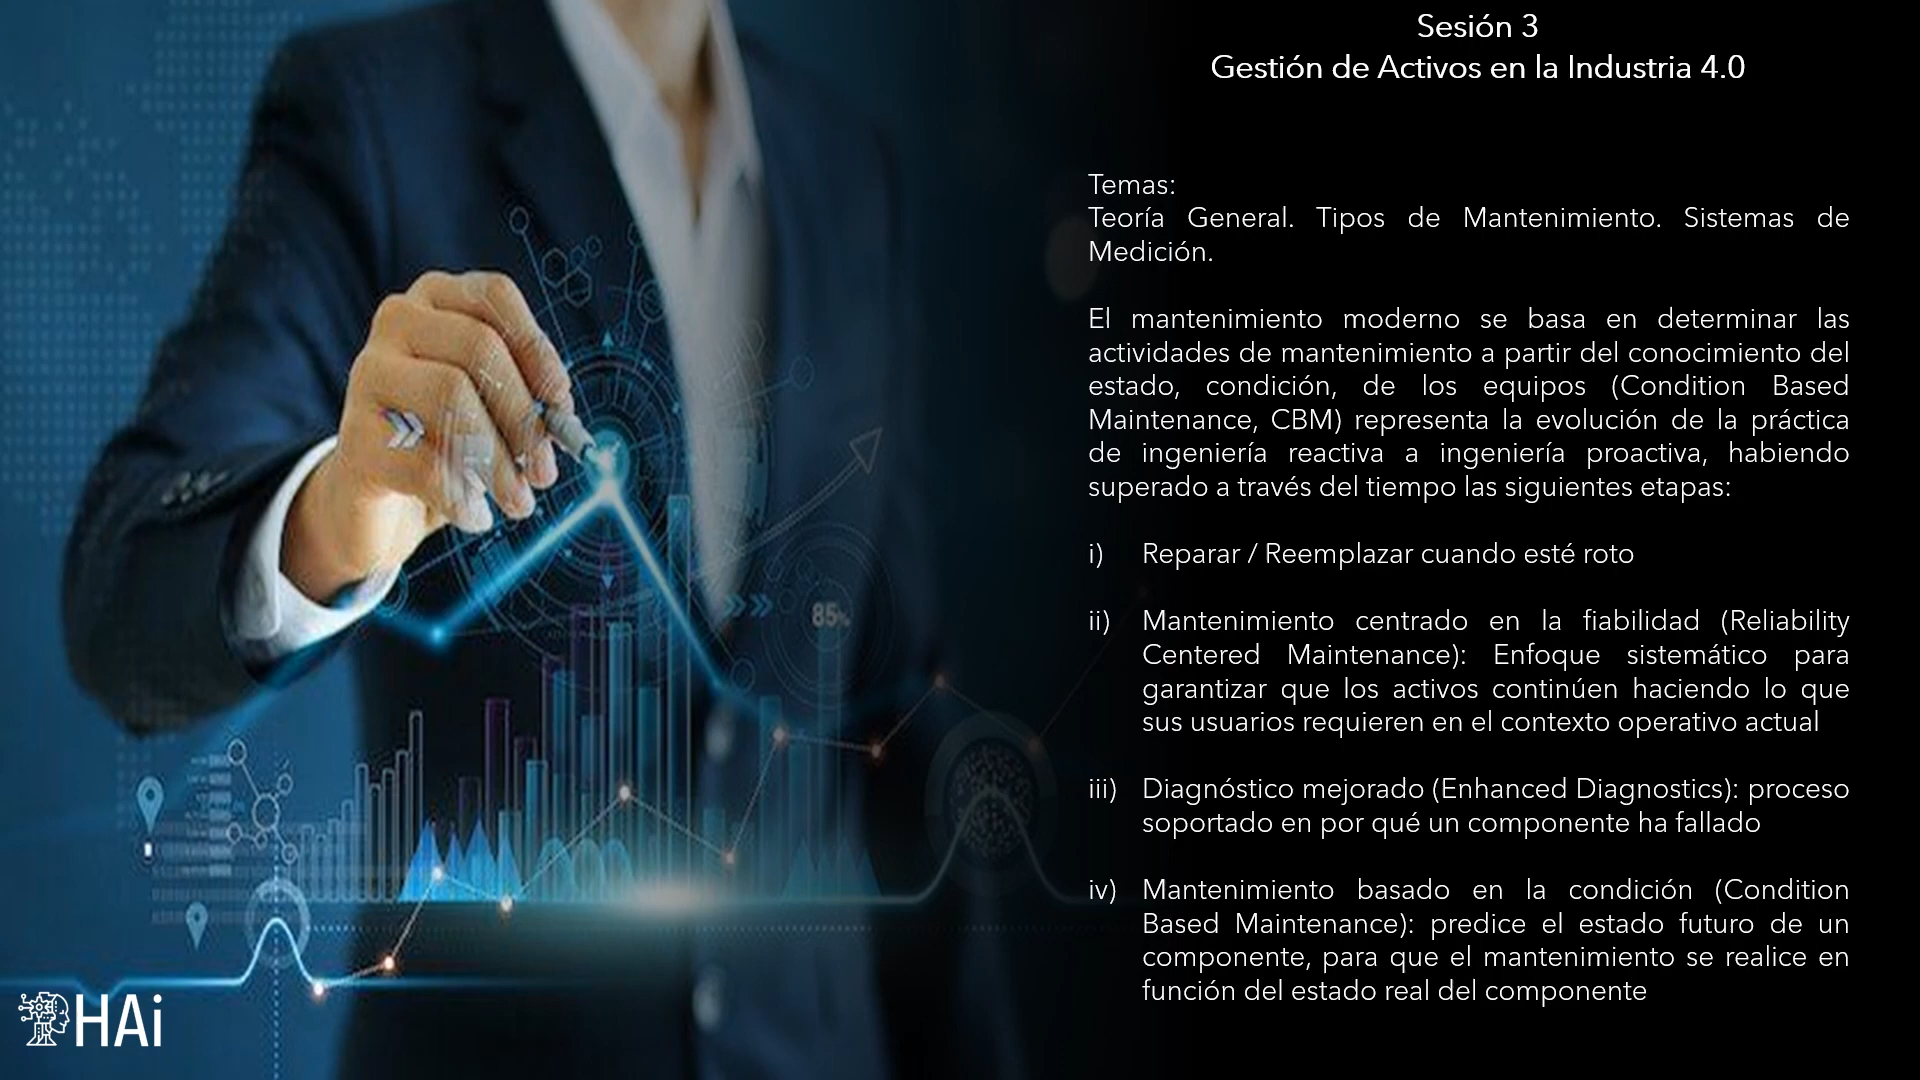 Sesión 3
Gestión de Activos en la Industria 4.0
Temas:
Teoría General. Tipos de Mantenimiento. Sistemas de
Medición.
El mantenimiento moderno se basa en determinar las
actividades de mantenimiento a partir del conocimiento del
estado, condición, de los equipos (Condition Based
Maintenance, CBM) representa la evolución de la práctica
de ingeniería reactiva a ingeniería proactiva, habiendo
superado a través del tiempo las siguientes etapas:
i) Reparar / Reemplazar cuando esté roto
ii) Mantenimiento centrado en la fiabilidad (Reliability
Centered Maintenance): Enfoque sistemático para
garantizar que los activos continúen haciendo lo que
sus usuarios requieren en el contexto operativo actual
iii) Diagnóstico mejorado (Enhanced Diagnostics): proceso
soportado en por qué un componente ha fallado
iv) Mantenimiento basado en la condición (Condition
Based Maintenance): predice el estado futuro de un
componente, para que el mantenimiento se realice en
función del estado real del componente
85%
HAi